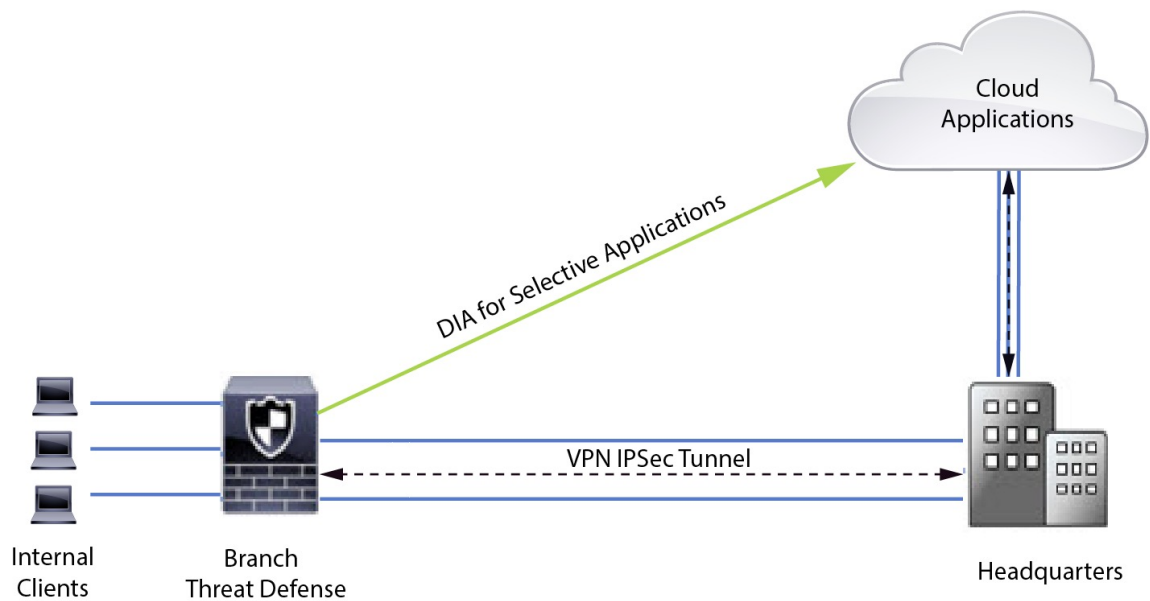 Cloud
Applications
DIA for Selective Applications
VPN IPSec Tunnel
Internal
Clients
Branch
Threat Defense
Headquarters